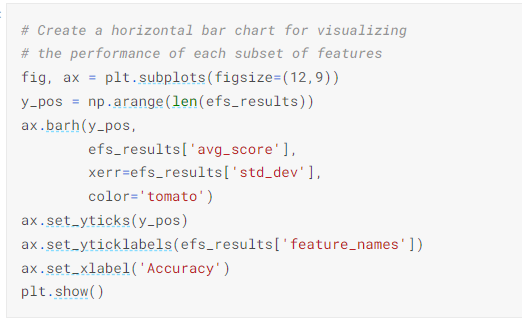 # Create a horizontal bar chart for visualizing
# the performance of each subset of features
fig, ax = plt.subplots(figsize=(12,9))
y_pos = np.arange(len(efs_results))
ax.barh(y_pos,
        efs_results['avg_score'],
        xerr=efs_results['std_dev'],
        color='tomato')
ax.set_yticks(y_pos)
ax.set_yticklabels(efs_results['feature_names'])
ax.set_xlabel('Accuracy')
plt.show()